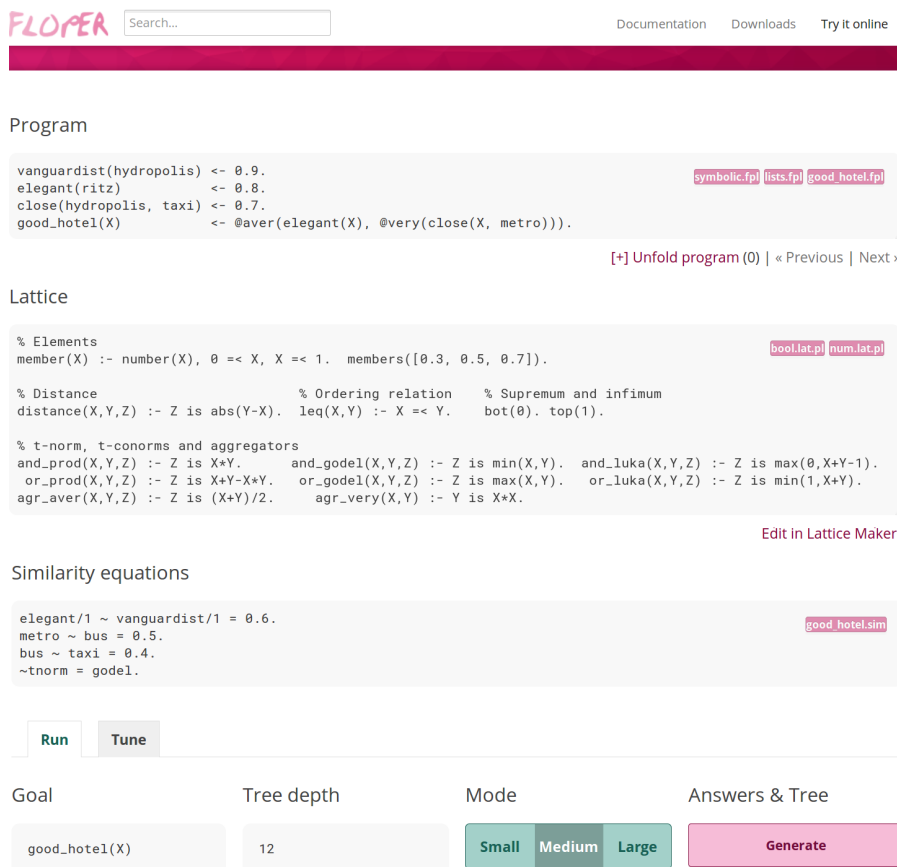 FLOPER Search... Documentation Downloads Try it online
Program
vanguardist(hydropolis) <- 0.9.
elegant(ritz) <- 0.8.
close(hydropolis, taxi) <- 0.7.
good_hotel(X) <- @aver(elegant(X), @very(close(X, metro))).
symbolic.fpl lists.fpl good_hotel.fpl
[+] Unfold program (0) | « Previous | Next ›
Lattice
% Elements
member(X) :- number(X), 0 =< X, X =< 1. members([0.3, 0.5, 0.7]).
bool.lat.pl num.lat.pl
% Distance % Ordering relation % Supremum and infimum
distance(X,Y,Z) :- Z is abs(Y-X). leq(X,Y) :- X =< Y. bot(0). top(1).
% t-norm, t-conorms and aggregators
and_prod(X,Y,Z) :- Z is X*Y. and_godel(X,Y,Z) :- Z is min(X,Y). and_luka(X,Y,Z) :- Z is max(0,X+Y-1).
or_prod(X,Y,Z) :- Z is X+Y-X*Y. or_godel(X,Y,Z) :- Z is max(X,Y). or_luka(X,Y,Z) :- Z is min(1,X+Y).
agr_aver(X,Y,Z) :- Z is (X+Y)/2. agr_very(X,Y) :- Y is X*X.
Edit in Lattice Maker
Similarity equations
elegant/1 ~ vanguardist/1 = 0.6.
metro ~ bus = 0.5.
bus ~ taxi = 0.4.
~tnorm = godel.
good_hotel.sim
Run Tune
Goal Tree depth Mode Answers & Tree
good_hotel(X) 12 Small Medium Large Generate